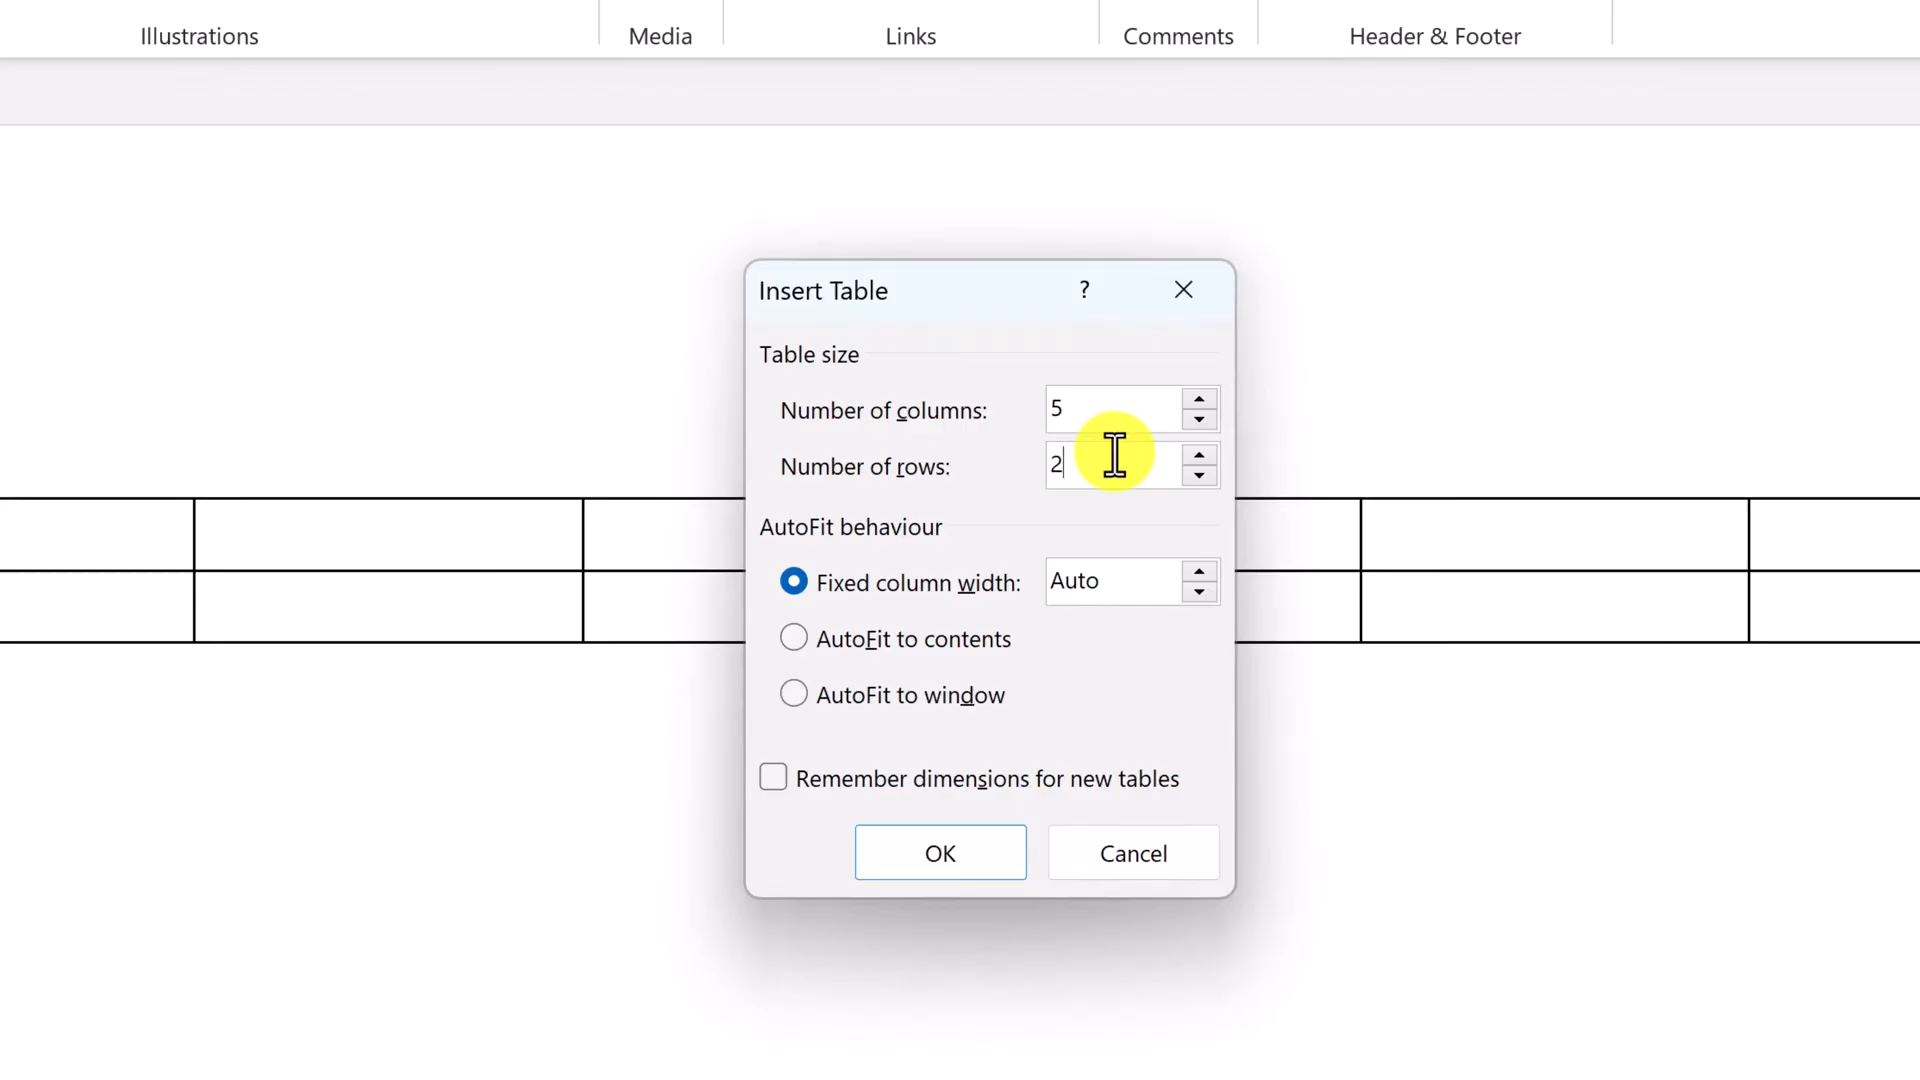 Illustrations Media Links Comments Header & Footer
Insert Table ?
Table size
Number of columns: 5
Number of rows: 2
AutoFit behaviour
Fixed column width: Auto
AutoFit to contents
AutoFit to window
Remember dimensions for new tables
OK Cancel